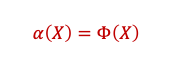 α(X) = Φ(X)